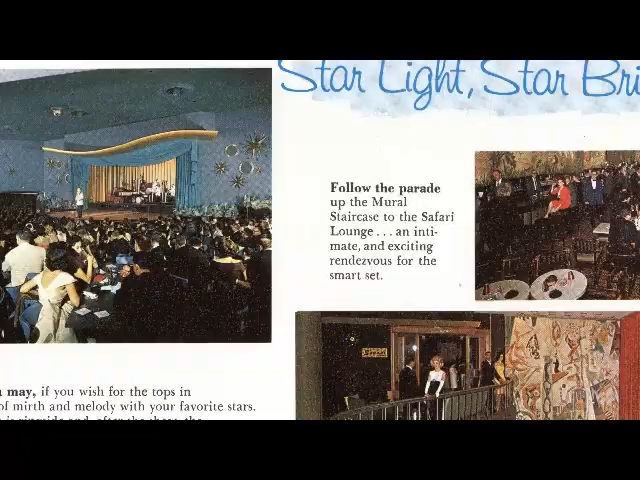 Star Light, Star Bri
Follow the parade
up the Mural
Staircase to the Safari
Lounge . . . an inti-
mate, and exciting
rendezvous for the
smart set.
may, if you wish for the tops in
of mirth and melody with your favorite stars.